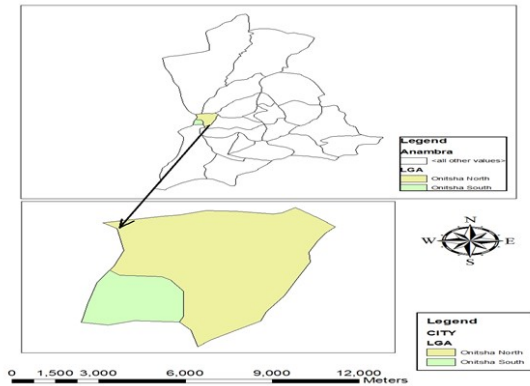 Legend
Anambra
<all other values>
LGA
Onitsha North
Onitsha South
N
W E
S
Legend
CITY
LGA
Onitsha North
Onitsha South
0 1,500 3,000 6,000 9,000 12,000
Meters